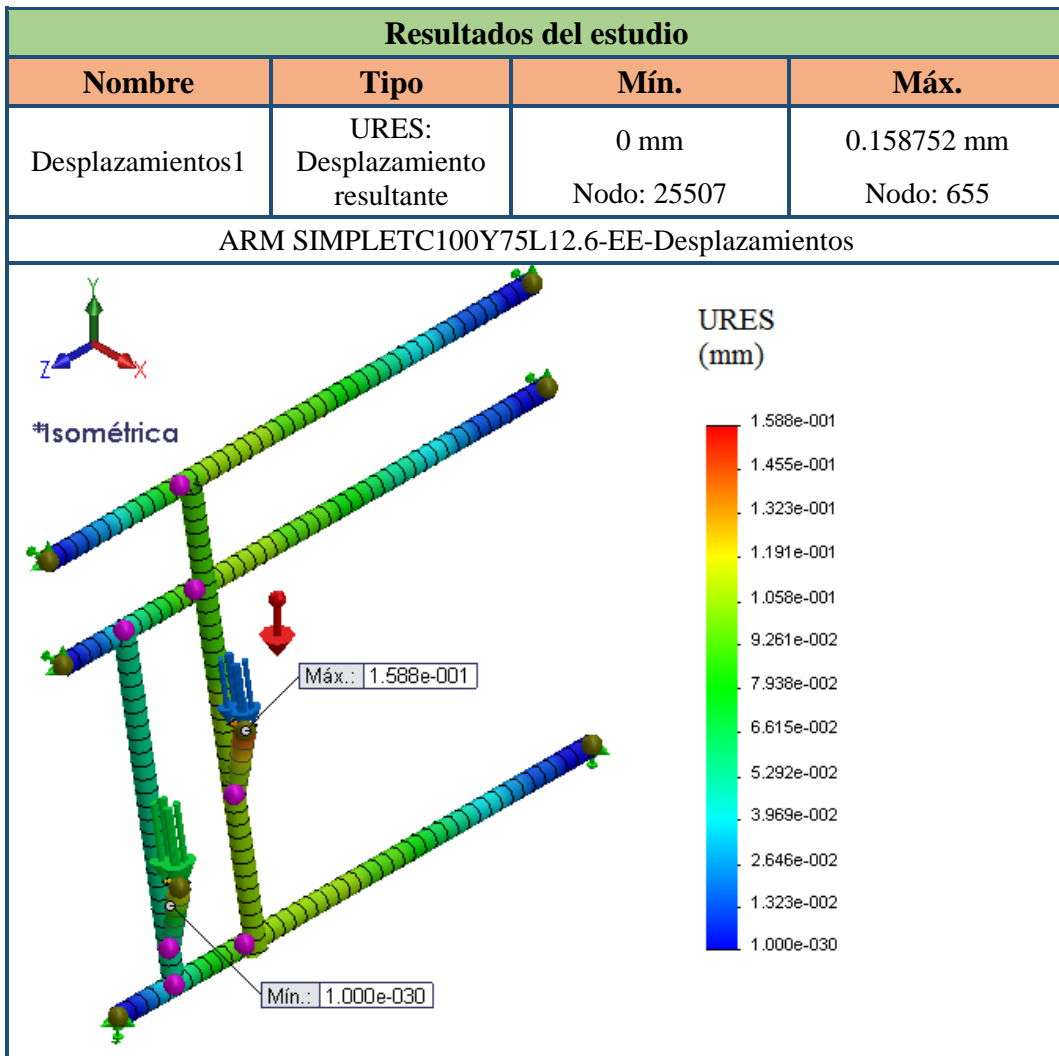 Resultados del estudio
Nombre Tipo Mín. Máx.
Desplazamientos1
URES:
Desplazamiento
resultante
0 mm
Nodo: 25507
0.158752 mm
Nodo: 655
ARM SIMPLETC100Y75L12.6-EE-Desplazamientos
Y
Z X
*Isométrica
URES
(mm)
1.588e-001
1.455e-001
1.323e-001
1.191e-001
1.058e-001
9.261e-002
7.938e-002
6.615e-002
5.292e-002
3.969e-002
2.646e-002
1.323e-002
1.000e-030
Máx.: 1.588e-001
Mín.: 1.000e-030